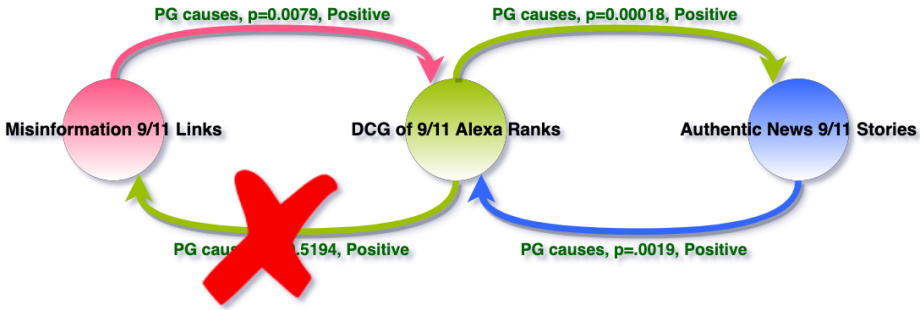 PG causes, p=0.0079, Positive
PG causes, p=0.00018, Positive
Misinformation 9/11 Links
DCG of 9/11 Alexa Ranks
Authentic News 9/11 Stories
PG .5194, Positive
PG causes, p=.0019, Positive